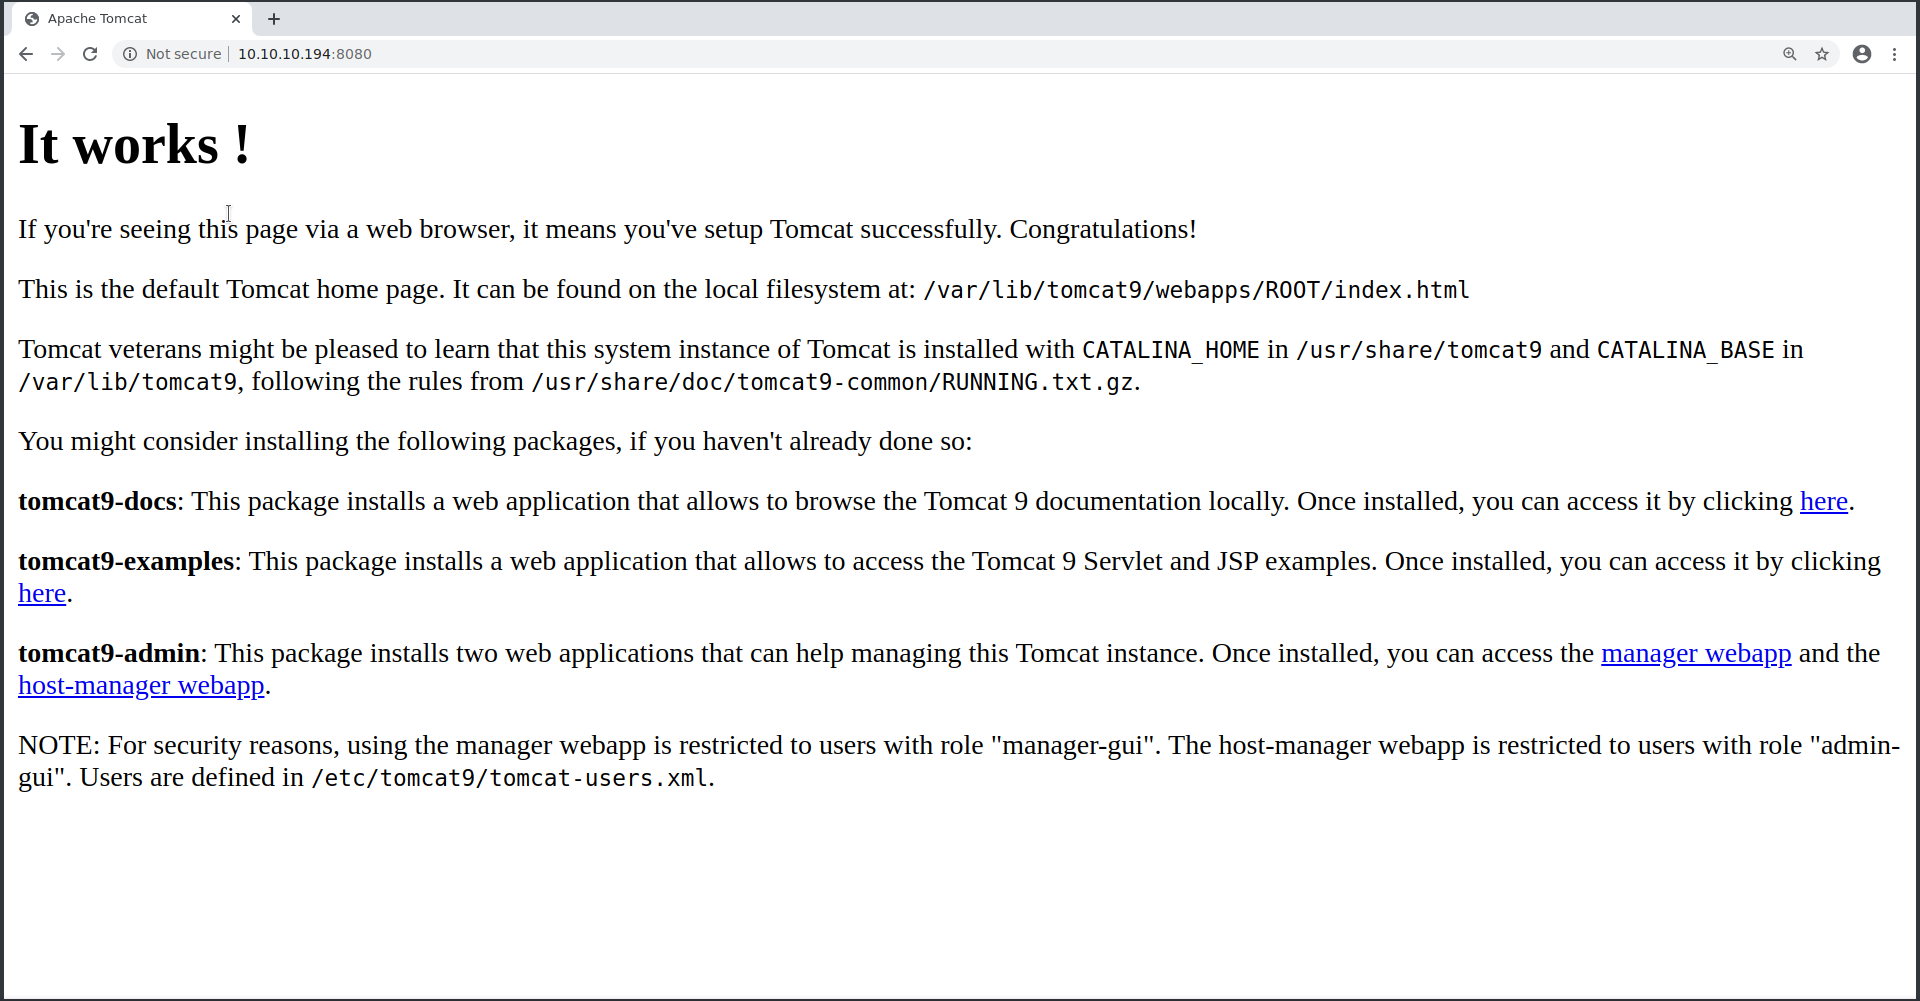 Apache Tomcat
Not secure 10.10.10.194:8080
It works !
If you're seeing this page via a web browser, it means you've setup Tomcat successfully. Congratulations!
This is the default Tomcat home page. It can be found on the local filesystem at: /var/lib/tomcat9/webapps/ROOT/index.html
Tomcat veterans might be pleased to learn that this system instance of Tomcat is installed with CATALINA_HOME in /usr/share/tomcat9 and CATALINA_BASE in
/var/lib/tomcat9, following the rules from /usr/share/doc/tomcat9-common/RUNNING.txt.gz.
You might consider installing the following packages, if you haven't already done so:
tomcat9-docs: This package installs a web application that allows to browse the Tomcat 9 documentation locally. Once installed, you can access it by clicking here.
tomcat9-examples: This package installs a web application that allows to access the Tomcat 9 Servlet and JSP examples. Once installed, you can access it by clicking
here.
tomcat9-admin: This package installs two web applications that can help managing this Tomcat instance. Once installed, you can access the manager webapp and the
host-manager webapp.
NOTE: For security reasons, using the manager webapp is restricted to users with role "manager-gui". The host-manager webapp is restricted to users with role "admin-
gui". Users are defined in /etc/tomcat9/tomcat-users.xml.